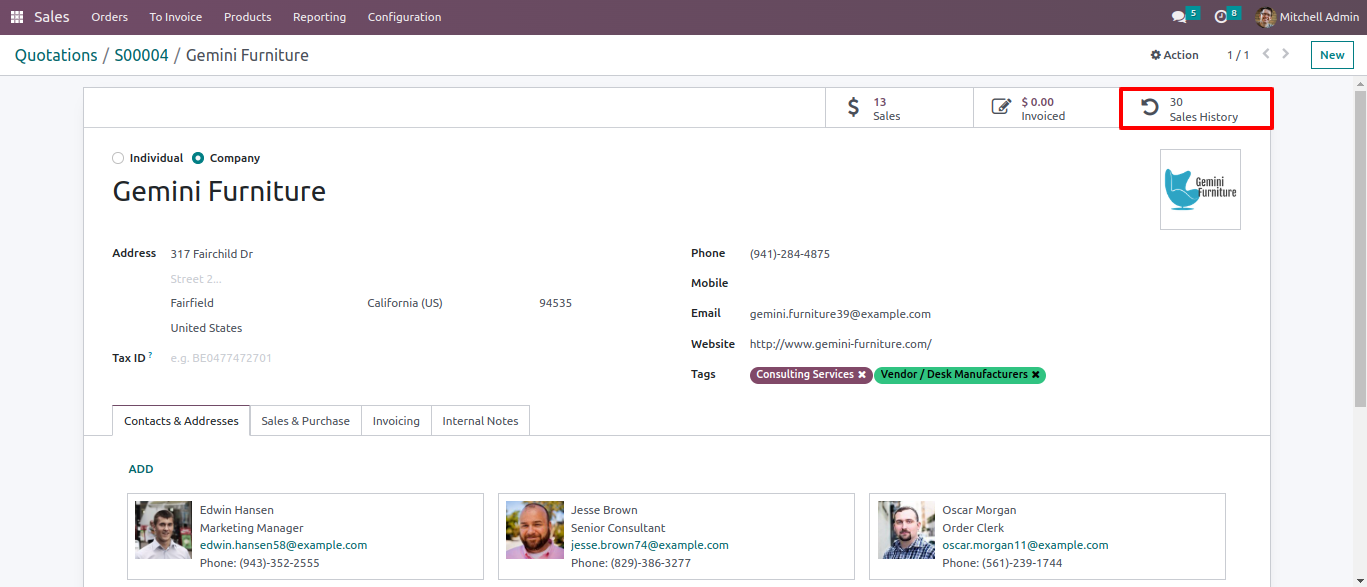 Sales Orders To Invoice Products Reporting Configuration 5 8 Mitchell Admin
Quotations / S00004 / Gemini Furniture Action 1 / 1 New
13
Sales
$ 0.00
Invoiced
30
Sales History
Individual Company
Gemini Furniture
Gemini
Furniture
Address 317 Fairchild Dr
Street 2...
Fairfield California (US) 94535
United States
Tax ID ? e.g. BE0477472701
Phone (941)-284-4875
Mobile
Email gemini.furniture39@example.com
Website http://www.gemini-furniture.com/
Tags Consulting Services ✖ Vendor / Desk Manufacturers ✖
Contacts & Addresses Sales & Purchase Invoicing Internal Notes
ADD
Edwin Hansen
Marketing Manager
edwin.hansen58@example.com
Phone: (943)-352-2555
Jesse Brown
Senior Consultant
jesse.brown74@example.com
Phone: (829)-386-3277
Oscar Morgan
Order Clerk
oscar.morgan11@example.com
Phone: (561)-239-1744